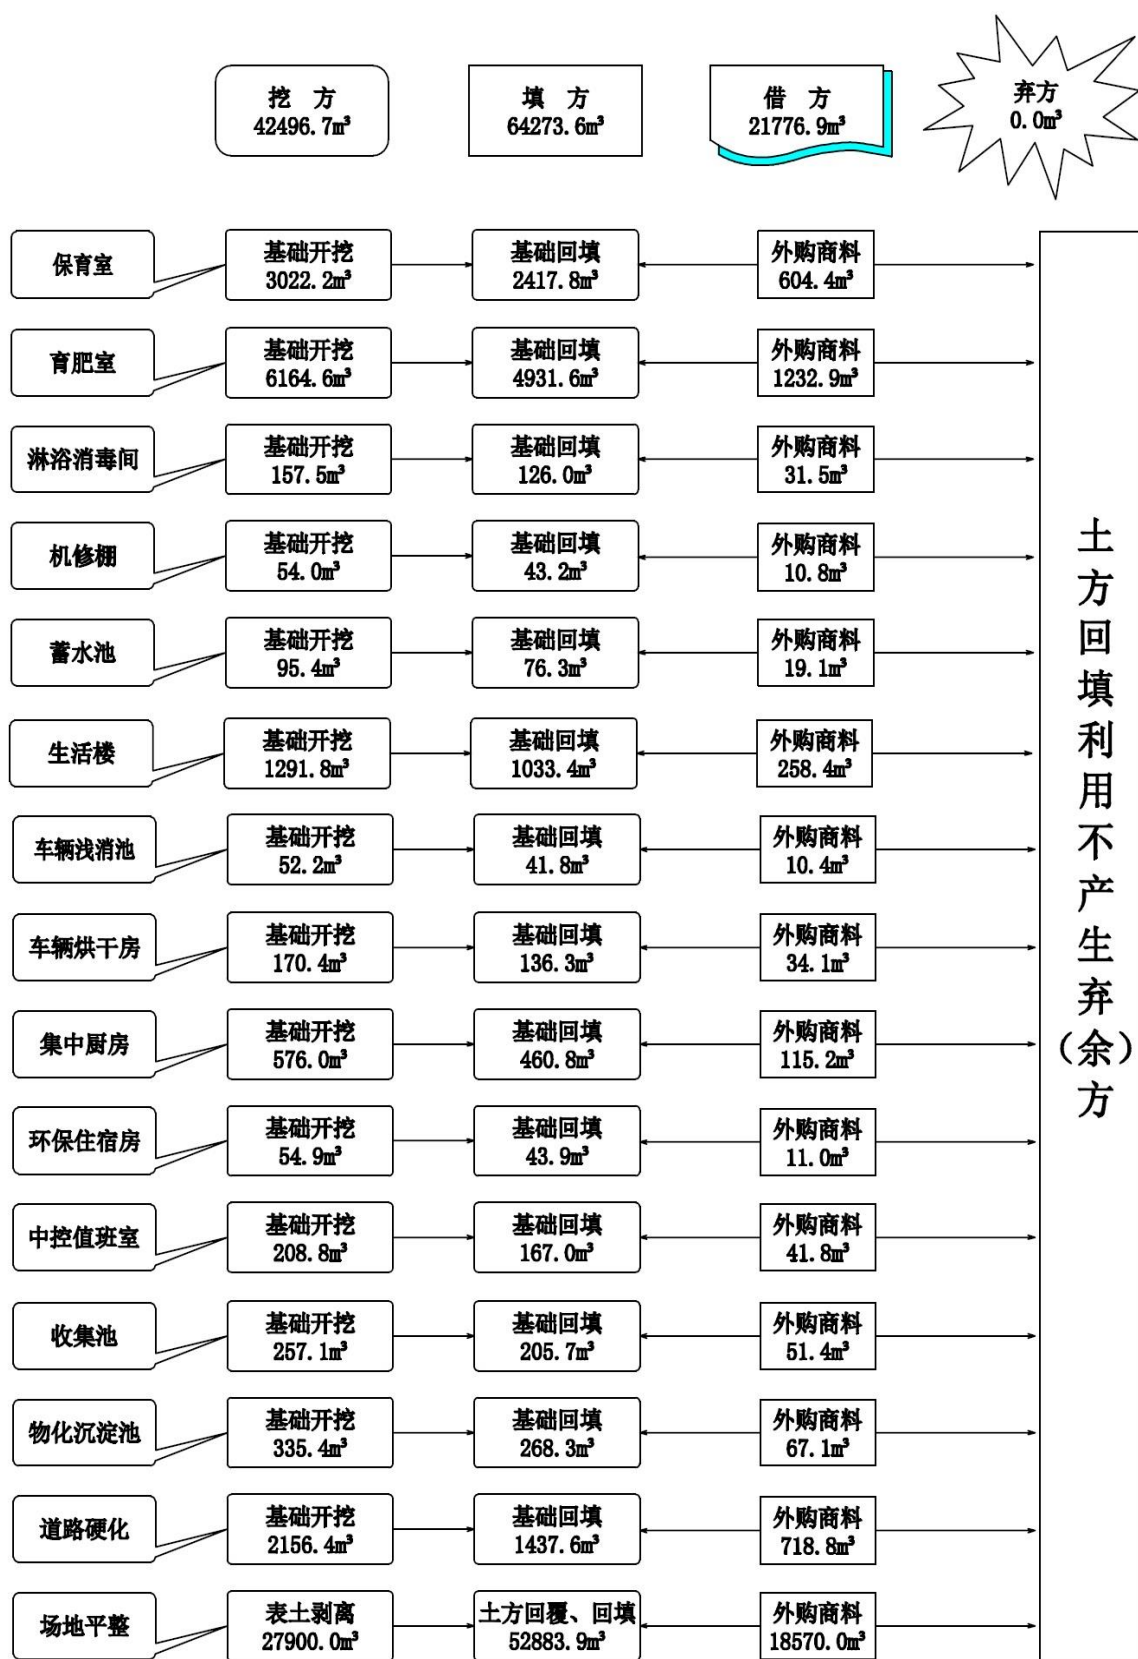 挖 方
42496.7m³
填 方
64273.6m³
借 方
21776.9m³
弃方
0.0m³
保育室
基础开挖
3022.2m³
基础回填
2417.8m³
外购商料
604.4m³
育肥室
基础开挖
6164.6m³
基础回填
4931.6m³
外购商料
1232.9m³
淋浴消毒间
基础开挖
157.5m³
基础回填
126.0m³
外购商料
31.5m³
机修棚
基础开挖
54.0m³
基础回填
43.2m³
外购商料
10.8m³
蓄水池
基础开挖
95.4m³
基础回填
76.3m³
外购商料
19.1m³
生活楼
基础开挖
1291.8m³
基础回填
1033.4m³
外购商料
258.4m³
车辆浅消池
基础开挖
52.2m³
基础回填
41.8m³
外购商料
10.4m³
车辆烘干房
基础开挖
170.4m³
基础回填
136.3m³
外购商料
34.1m³
集中厨房
基础开挖
576.0m³
基础回填
460.8m³
外购商料
115.2m³
环保住宿房
基础开挖
54.9m³
基础回填
43.9m³
外购商料
11.0m³
中控值班室
基础开挖
208.8m³
基础回填
167.0m³
外购商料
41.8m³
收集池
基础开挖
257.1m³
基础回填
205.7m³
外购商料
51.4m³
物化沉淀池
基础开挖
335.4m³
基础回填
268.3m³
外购商料
67.1m³
道路硬化
基础开挖
2156.4m³
基础回填
1437.6m³
外购商料
718.8m³
场地平整
表土剥离
27900.0m³
土方回覆、回填
52883.9m³
外购商料
18570.0m³
土方回填利用不产生弃(余)方